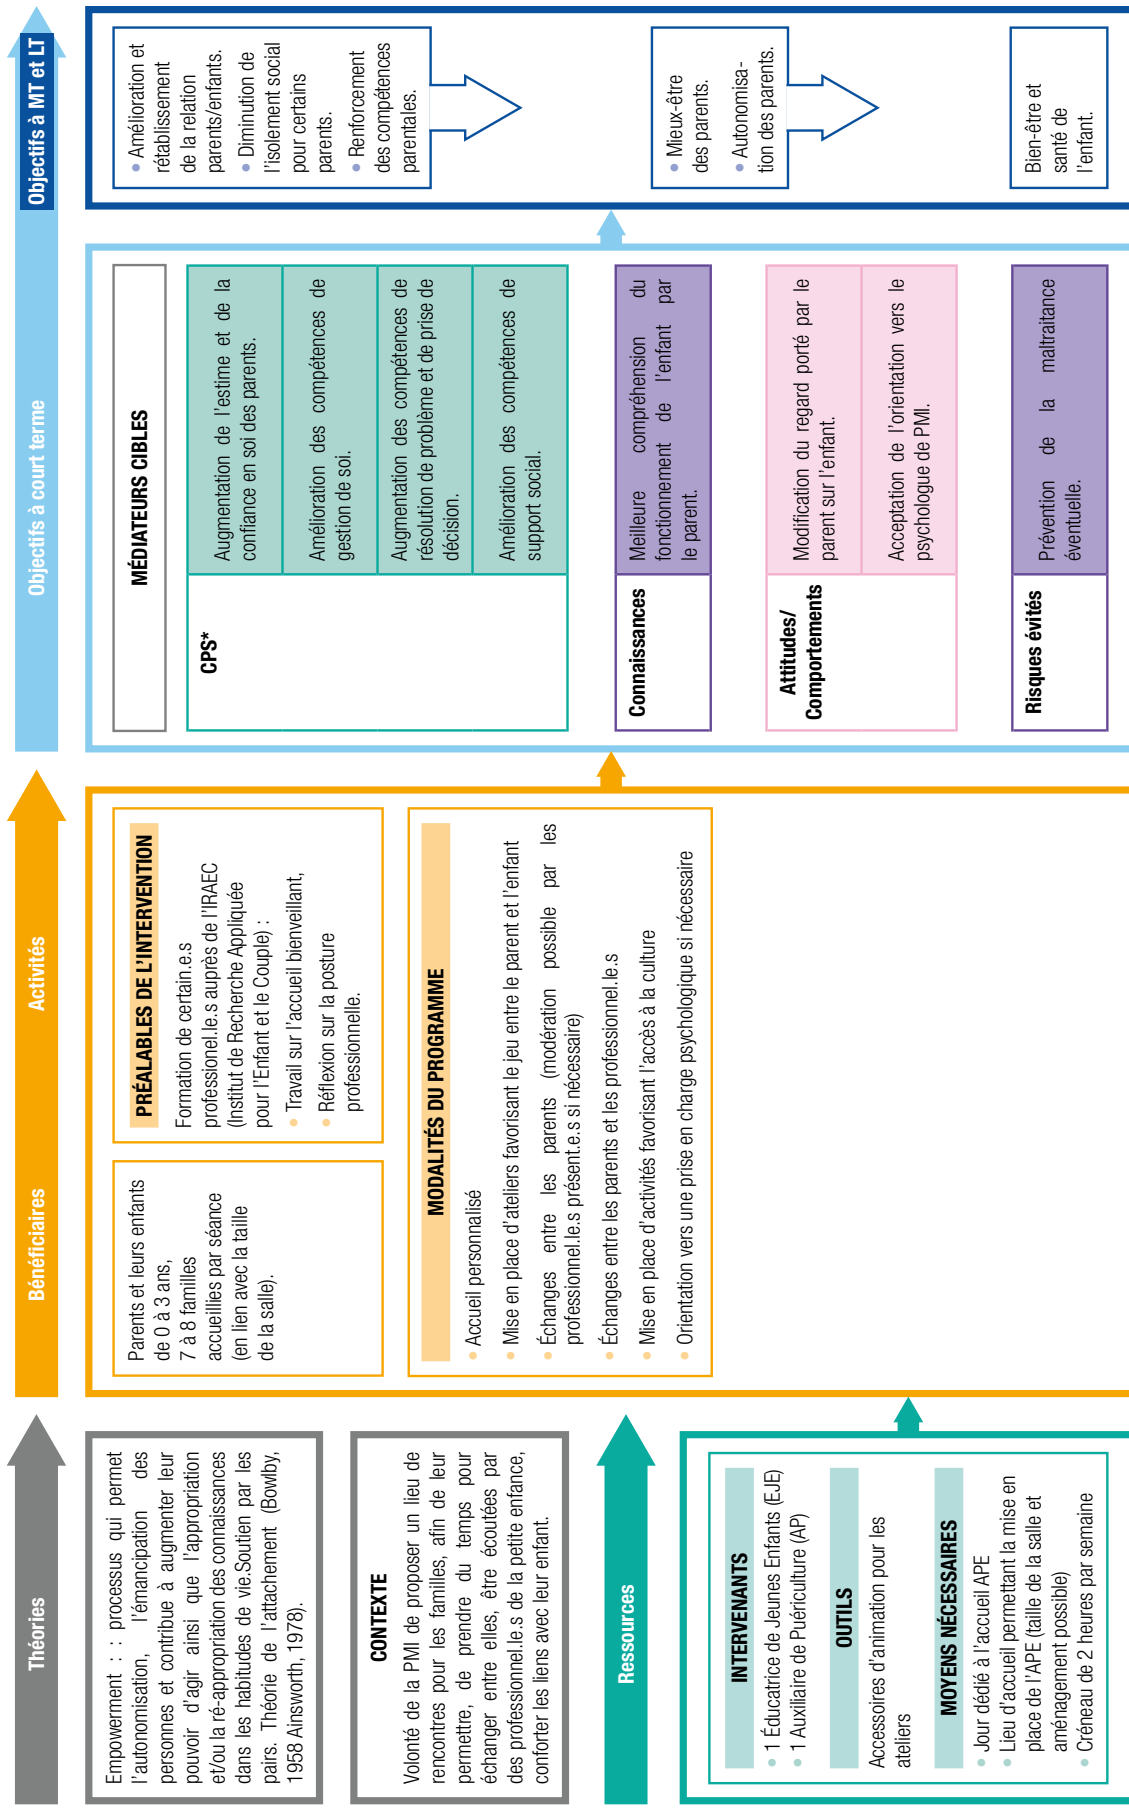 Théories
Empowerment : : processus qui permet
l'autonomisation, l'émancipation des
personnes et contribue à augmenter leur
pouvoir d'agir ainsi que l'appropriation
et/ou la ré-appropriation des connaissances
dans les habitudes de vie.Soutien par les
pairs. Théorie de l'attachement (Bowlby,
1958 Ainsworth, 1978).
CONTEXTE
Volonté de la PMI de proposer un lieu de
rencontres pour les familles, afin de leur
permettre, de prendre du temps pour
échanger entre elles, être écoutées par
des professionnel.le.s de la petite enfance,
conforter les liens avec leur enfant.
Ressources
INTERVENANTS
• 1 Éducatrice de Jeunes Enfants (EJE)
• 1 Auxiliaire de Puériculture (AP)
OUTILS
Accessoires d'animation pour les
ateliers
MOYENS NÉCESSAIRES
• Jour dédié à l'accueil APE
• Lieu d'accueil permettant la mise en
place de l'APE (taille de la salle et
aménagement possible)
• Créneau de 2 heures par semaine
Bénéficiaires
Activités
Parents et leurs enfants
de 0 à 3 ans,
7 à 8 familles
accueillies par séance
(en lien avec la taille
de la salle).
PRÉALABLES DE L'INTERVENTION
Formation de certain.e.s
professionel.le.s auprès de l'IRAEC
(Institut de Recherche Appliquée
pour l'Enfant et le Couple) :
• Travail sur l'accueil bienveillant,
• Réflexion sur la posture
professionnelle.
MODALITÉS DU PROGRAMME
• Accueil personnalisé
• Mise en place d'ateliers favorisant le jeu entre le parent et l'enfant
• Échanges entre les parents (modération possible par les
professionnel.le.s présent.e.s si nécessaire)
• Échanges entre les parents et les professionnel.le.s
• Mise en place d'activités favorisant l'accès à la culture
• Orientation vers une prise en charge psychologique si nécessaire
Objectifs à court terme
MÉDIATEURS CIBLES
CPS*
Augmentation de l'estime et de la
confiance en soi des parents.
Amélioration des compétences de
gestion de soi.
Augmentation des compétences de
résolution de problème et de prise de
décision.
Amélioration des compétences de
support social.
Connaissances
Meilleure compréhension du
fonctionnement de l'enfant par
le parent.
Attitudes/
Comportements
Modification du regard porté par le
parent sur l'enfant.
Acceptation de l'orientation vers le
psychologue de PMI.
Risques évités
Prévention de la maltraitance
éventuelle.
Objectifs à MT et LT
• Amélioration et
rétablissement
de la relation
parents/enfants.
• Diminution de
l'isolement social
pour certains
parents.
• Renforcement
des compétences
parentales.
• Mieux-être
des parents.
• Autonomisa-
tion des parents.
Bien-être et
santé de
l'enfant.